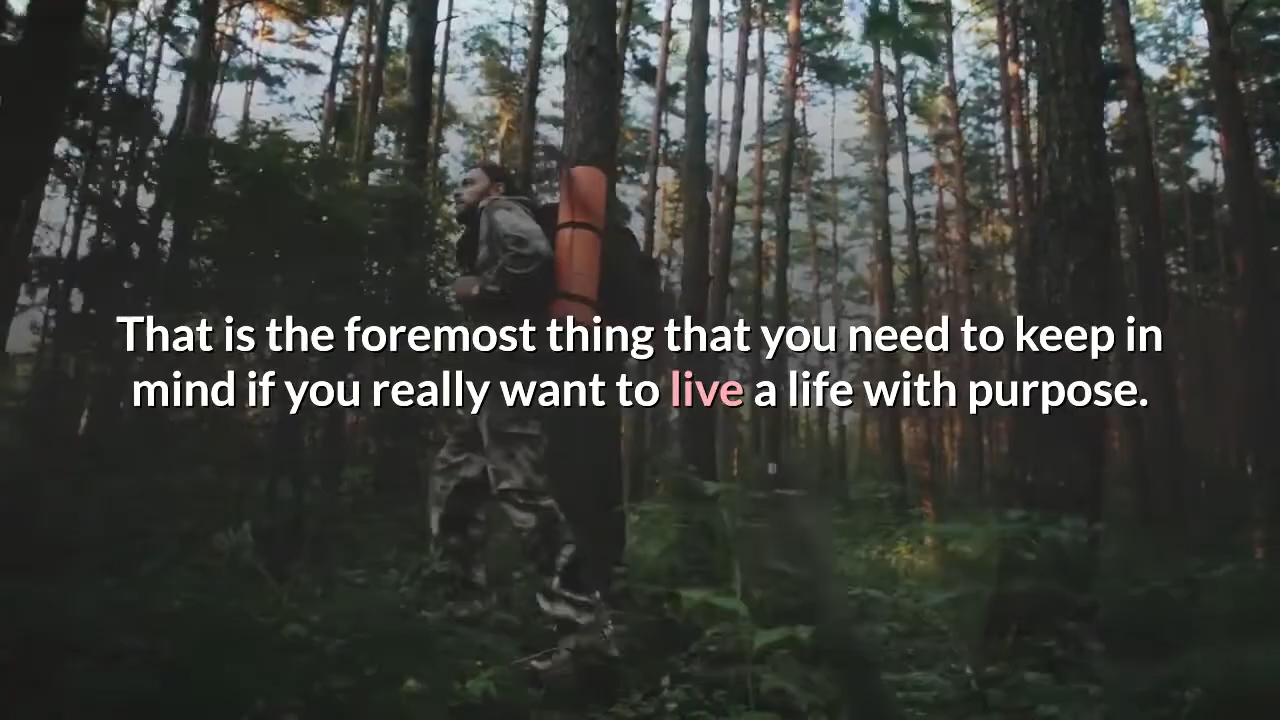 That is the foremost thing that you need to keep in
mind if you really want to live a life with purpose.